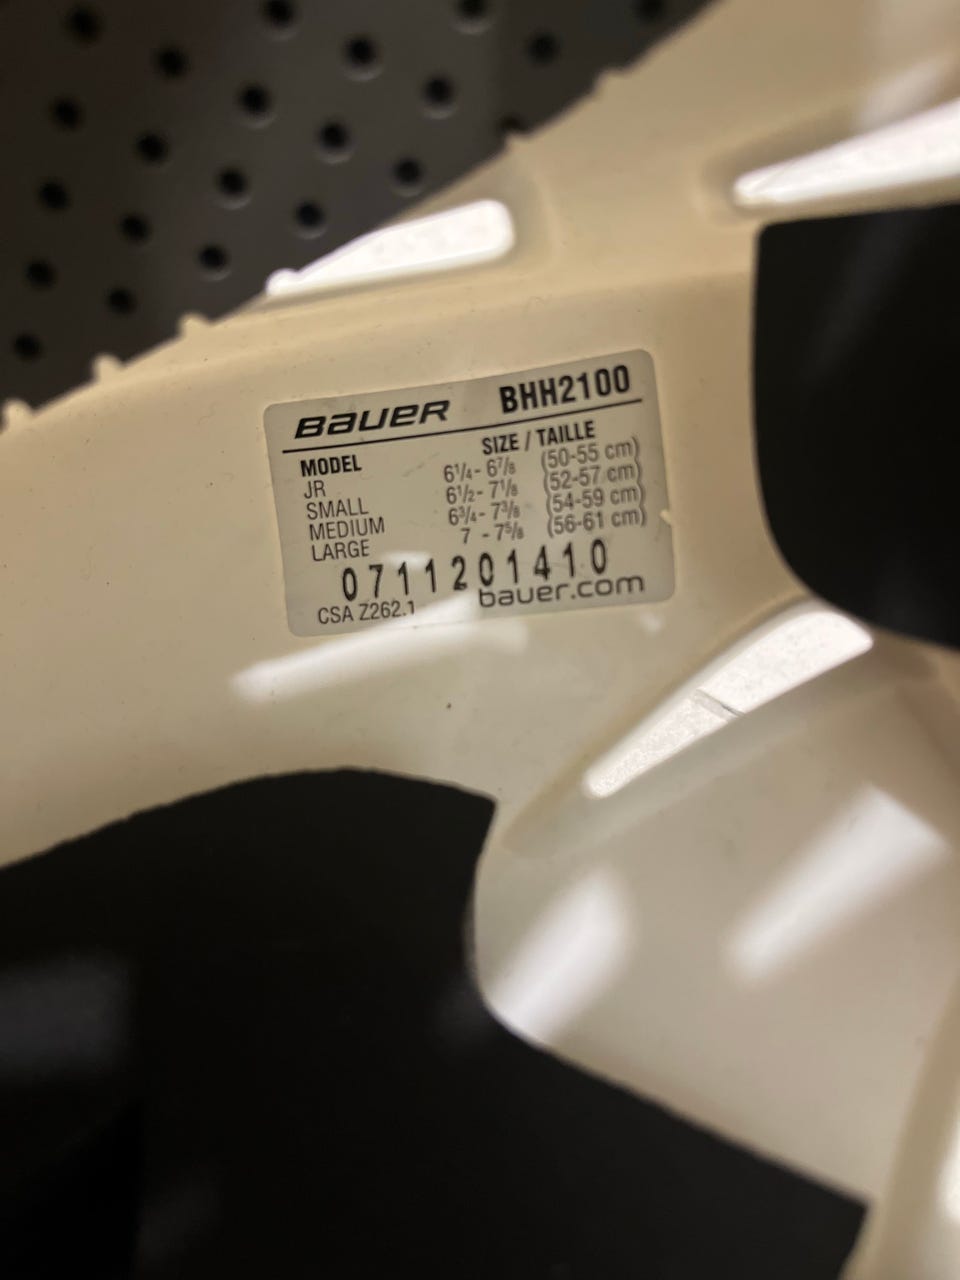 BAUER BHH2100
MODEL SIZE / TAILLE
JR 6¼- 6⅞ (50-55 cm)
SMALL 6½- 7⅛ (52-57 cm)
MEDIUM 6¾- 7⅜ (54-59 cm)
LARGE 7 - 7⅝ (56-61 cm)
0711201410
CSA Z262.1 bauer.com